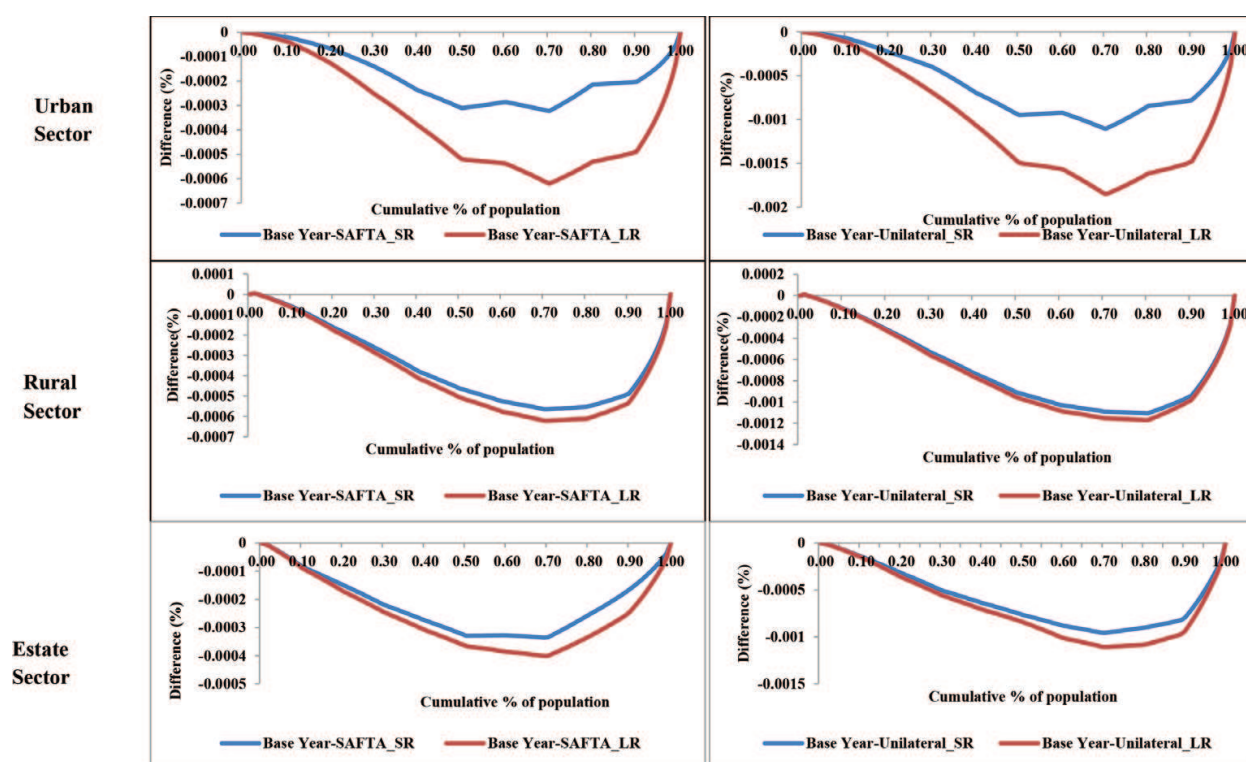 Urban
Sector
Difference (%)
0
-0.0001
-0.0002
-0.0003
-0.0004
-0.0005
-0.0006
-0.0007
0.00 0.10 0.20 0.30 0.40 0.50 0.60 0.70 0.80 0.90 1.00
Cumulative % of population
Base Year-SAFTA_SR Base Year-SAFTA_LR
Difference(%)
0
-0.0005
-0.001
-0.0015
-0.002
0.00 0.10 0.20 0.30 0.40 0.50 0.60 0.70 0.80 0.90 1.00
Cumulative % of population
Base Year-Unilateral_SR Base Year-Unilateral_LR
Rural
Sector
Difference(%)
0.0001
0
-0.0001
-0.0002
-0.0003
-0.0004
-0.0005
-0.0006
-0.0007
0.00 0.10 0.20 0.30 0.40 0.50 0.60 0.70 0.80 0.90 1.00
Cumulative % of population
Base Year-SAFTA_SR Base Year-SAFTA_LR
Difference(%)
0.0002
0
-0.0002
-0.0004
-0.0006
-0.0008
-0.001
-0.0012
-0.0014
0.00 0.10 0.20 0.30 0.40 0.50 0.60 0.70 0.80 0.90 1.00
Cumulative % of population
Base Year-Unilateral_SR Base Year-Unilateral_LR
Estate
Sector
Difference (%)
0
-0.0001
-0.0002
-0.0003
-0.0004
-0.0005
0.00 0.10 0.20 0.30 0.40 0.50 0.60 0.70 0.80 0.90 1.00
Cumulative % of population
Base Year-SAFTA_SR Base Year-SAFTA_LR
Difference (%)
0
-0.0005
-0.001
-0.0015
0.00 0.10 0.20 0.30 0.40 0.50 0.60 0.70 0.80 0.90 1.00
Cumulative % of population
Base Year-Unilateral_SR Base Year-Unilateral_LR